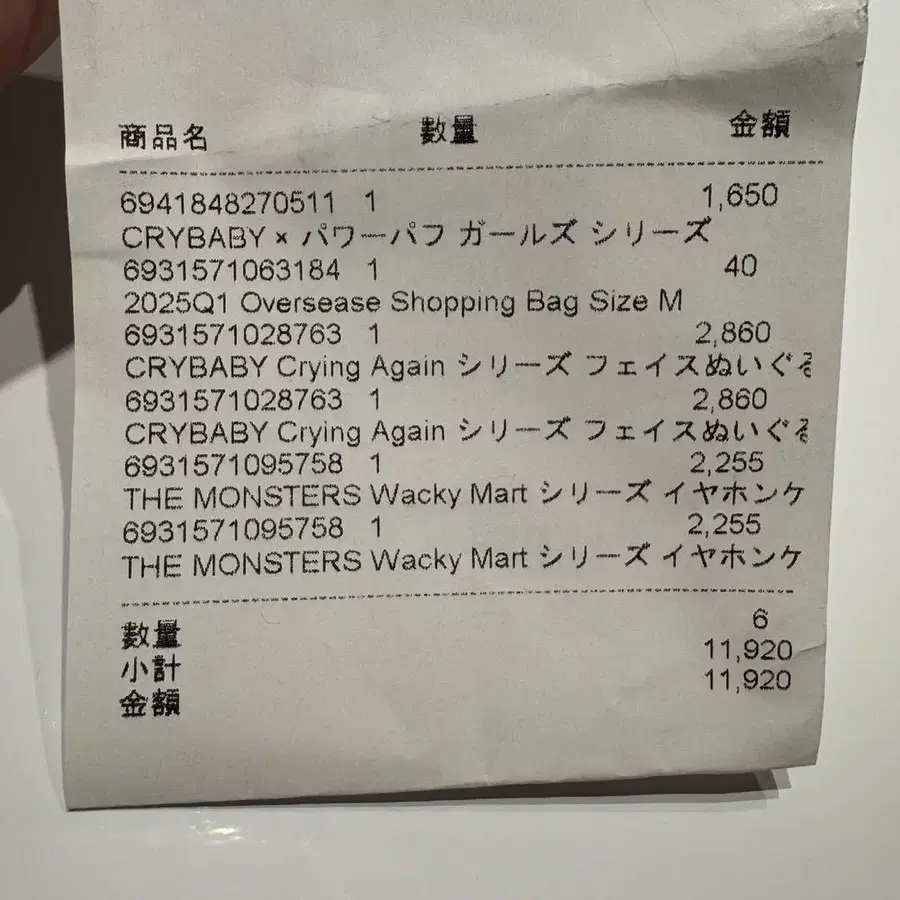 商品名 數量 金額
6941848270511 1 1,650
CRYBABY × パワーパフ ガールズ シリーズ
6931571063184 1 40
2025Q1 Oversease Shopping Bag Size M
6931571028763 1 2,860
CRYBABY Crying Again シリーズ フェイスぬいぐる
6931571028763 1 2,860
CRYBABY Crying Again シリーズ フェイスぬいぐる
6931571095758 1 2,255
THE MONSTERS Wacky Mart シリーズ イヤホンケ
6931571095758 1 2,255
THE MONSTERS Wacky Mart シリーズ イヤホンケ
數量 6
小計 11,920
金額 11,920